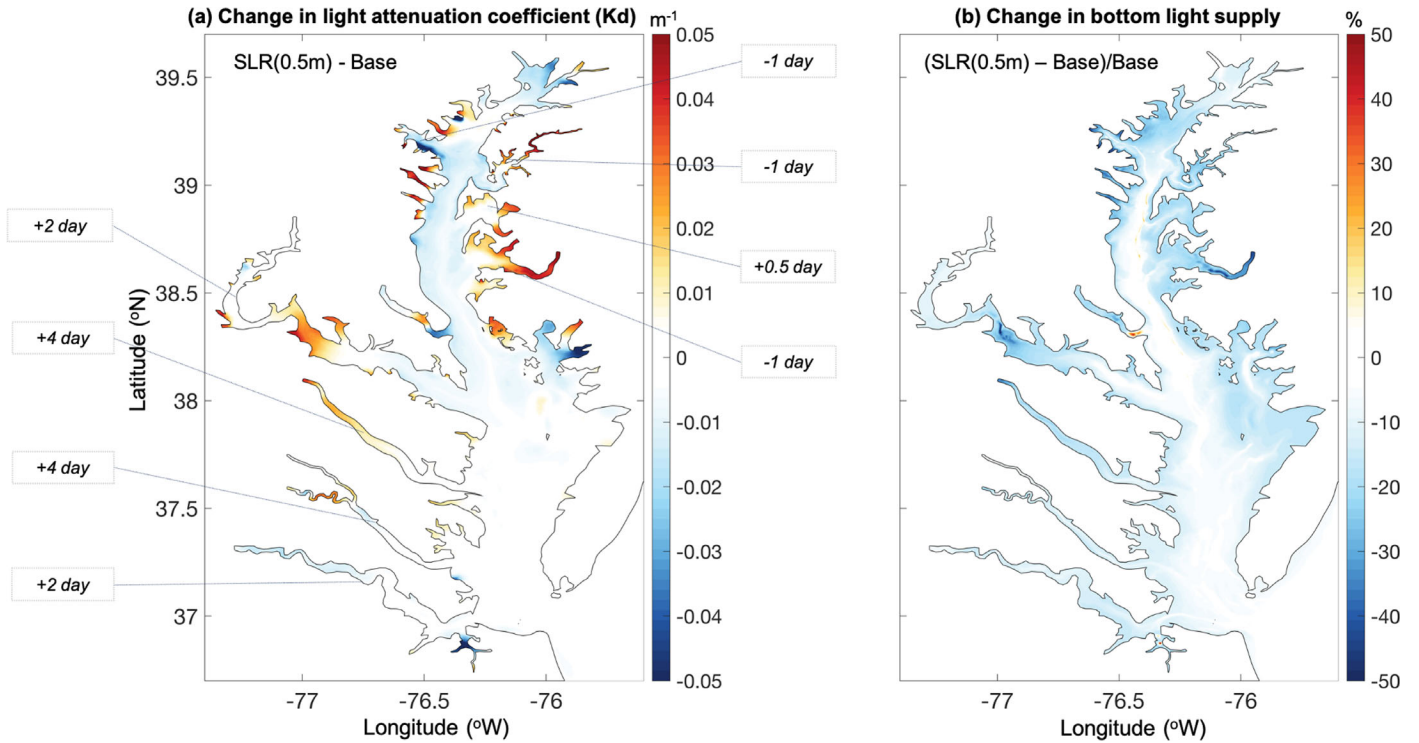 (a) Change in light attenuation coefficient (Kd)
m⁻¹
SLR(0.5m) - Base
39.5
39
38.5
38
37.5
37
Latitude (°N)
-77
-76.5
-76
Longitude (°W)
0.05
0.04
0.03
0.02
0.01
0
-0.01
-0.02
-0.03
-0.04
-0.05
+2 day
+4 day
+4 day
+2 day
-1 day
-1 day
+0.5 day
-1 day
(b) Change in bottom light supply
%
(SLR(0.5m) – Base)/Base
-77
-76.5
-76
Longitude (°W)
50
40
30
20
10
0
-10
-20
-30
-40
-50